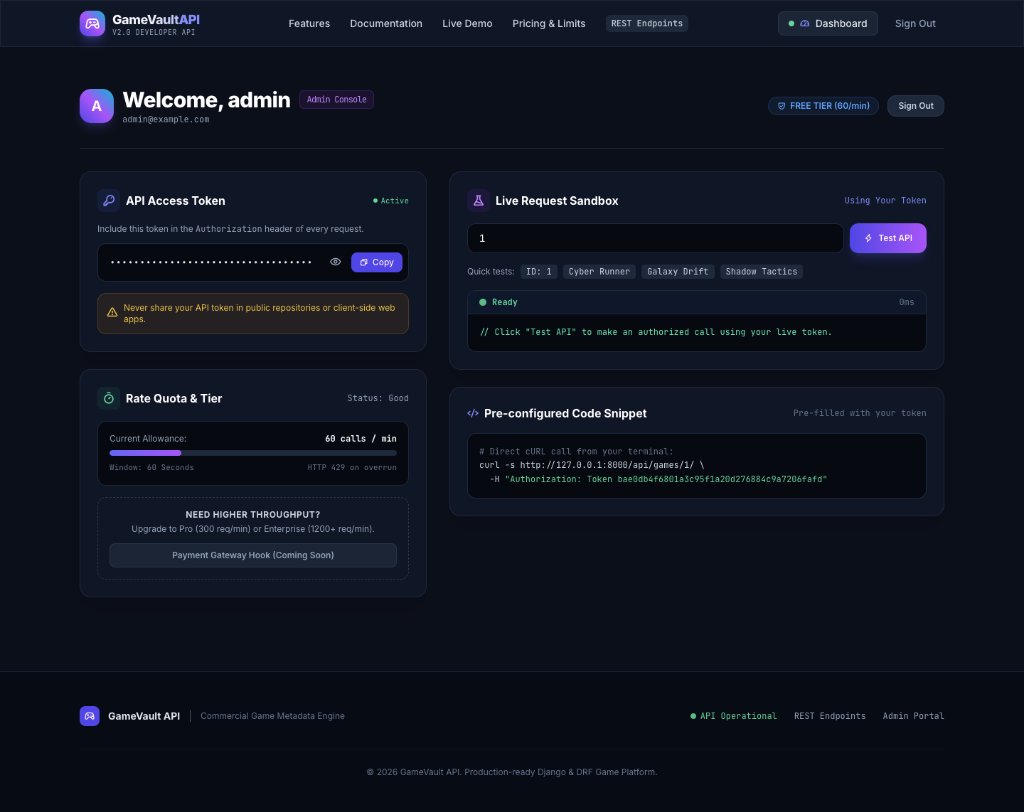 GameVaultAPI
V2.0 DEVELOPER API
Features
Documentation
Live Demo
Pricing & Limits
REST Endpoints
Dashboard
Sign Out
A
Welcome, admin
Admin Console
admin@example.com
FREE TIER (60/min)
Sign Out
API Access Token
Active
Include this token in the Authorization header of every request.
Copy
Never share your API token in public repositories or client-side web
apps.
Rate Quota & Tier
Status: Good
Current Allowance:
60 calls / min
Window: 60 Seconds
HTTP 429 on overrun
NEED HIGHER THROUGHPUT?
Upgrade to Pro (300 req/min) or Enterprise (1200+ req/min).
Payment Gateway Hook (Coming Soon)
Live Request Sandbox
Using Your Token
1
Test API
Quick tests:
ID: 1
Cyber Runner
Galaxy Drift
Shadow Tactics
Ready
0ms
// Click "Test API" to make an authorized call using your live token.
</> Pre-configured Code Snippet
Pre-filled with your token
# Direct cURL call from your terminal:
curl -s http://127.0.0.1:8000/api/games/1/ \
-H "Authorization: Token bae0db4f6801a3c95f1a20d276884c9a7206fafd"
GameVault API
Commercial Game Metadata Engine
API Operational
REST Endpoints
Admin Portal
© 2026 GameVault API. Production-ready Django & DRF Game Platform.